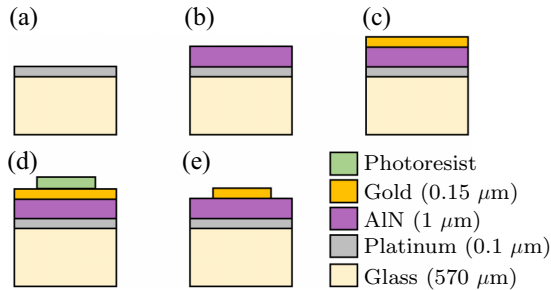 (a)
(b)
(c)
(d)
(e)
Photoresist
Gold (0.15 μm)
AlN (1 μm)
Platinum (0.1 μm)
Glass (570 μm)